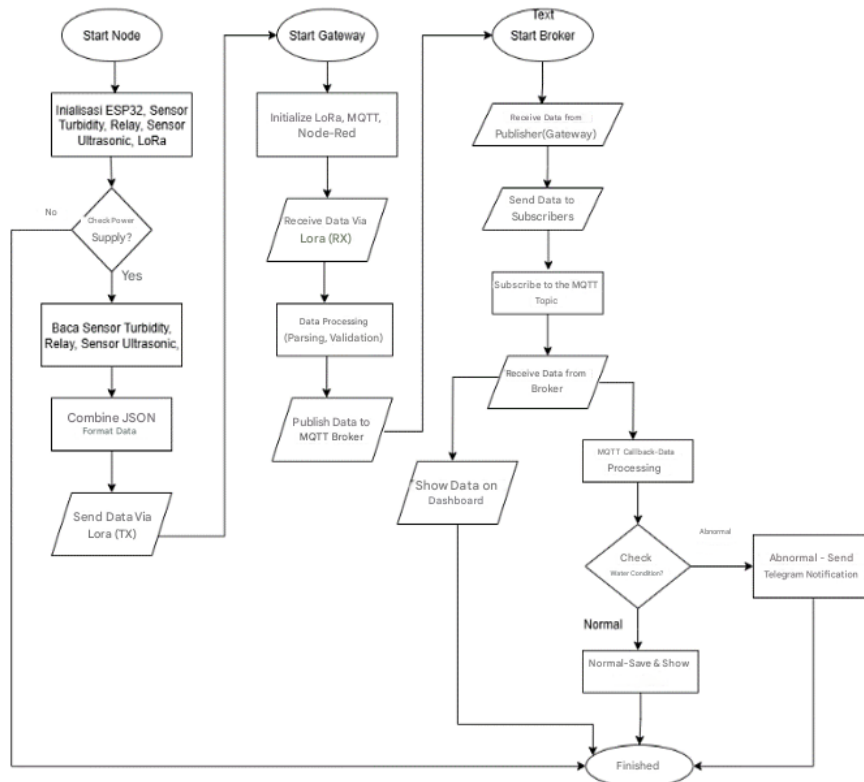 Start Node
Inialisasi ESP32, Sensor
Turbidity, Relay, Sensor
Ultrasonic, LoRa
No
Check Power
Supply?
Yes
Baca Sensor Turbidity,
Relay, Sensor Ultrasonic,
Combine JSON
Format Data
Send Data Via
Lora (TX)
Start Gateway
Initialize LoRa, MQTT,
Node-Red
Receive Data Via
Lora (RX)
Data Processing
(Parsing, Validation)
Publish Data to
MQTT Broker
Text
Start Broker
Receive Data from
Publisher(Gateway)
Send Data to
Subscribers
Subscribe to the MQTT
Topic
Receive Data from
Broker
Show Data on
Dashboard
MQTT Callback-Data
Processing
Check
Water Condition?
Abnormal
Abnormal - Send
Telegram Notification
Normal
Normal-Save & Show
Finished